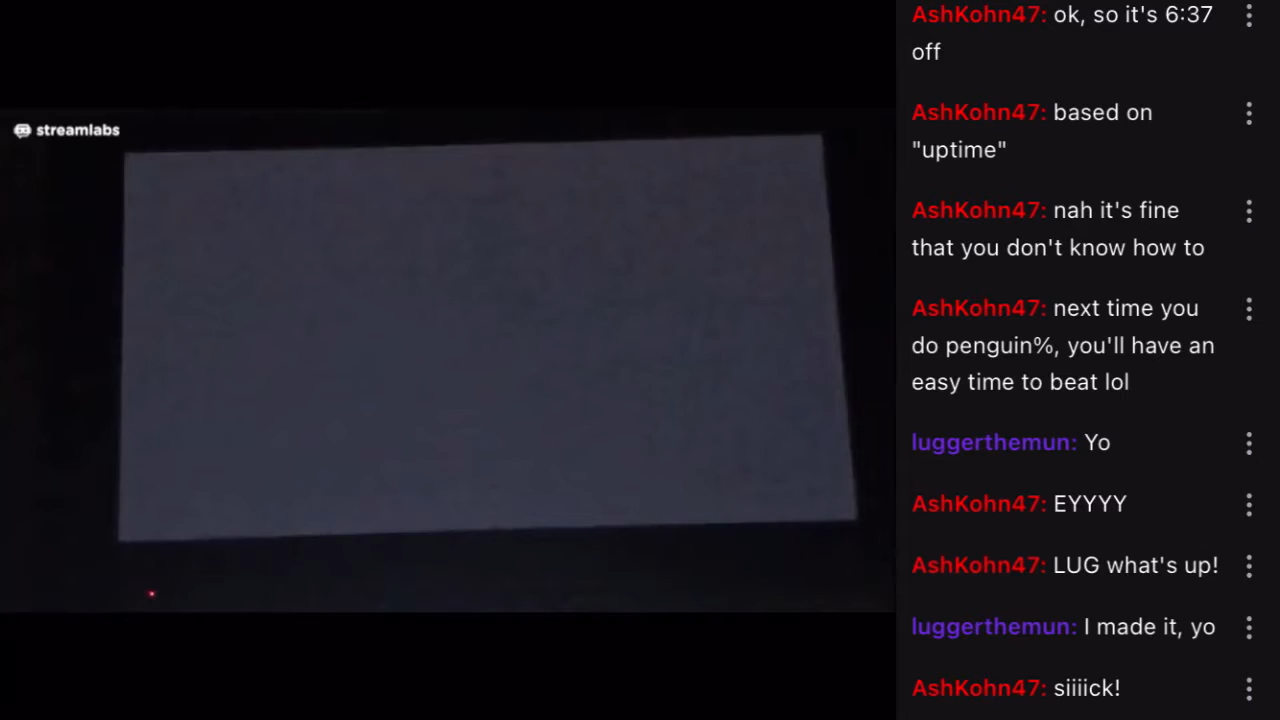 streamlabs
AshKohn47: ok, so it's 6:37
off
AshKohn47: based on
"uptime"
AshKohn47: nah it's fine
that you don't know how to
AshKohn47: next time you
do penguin%, you'll have an
easy time to beat lol
luggerthemun: Yo
AshKohn47: EYYYY
AshKohn47: LUG what's up!
luggerthemun: I made it, yo
AshKohn47: siiiick!